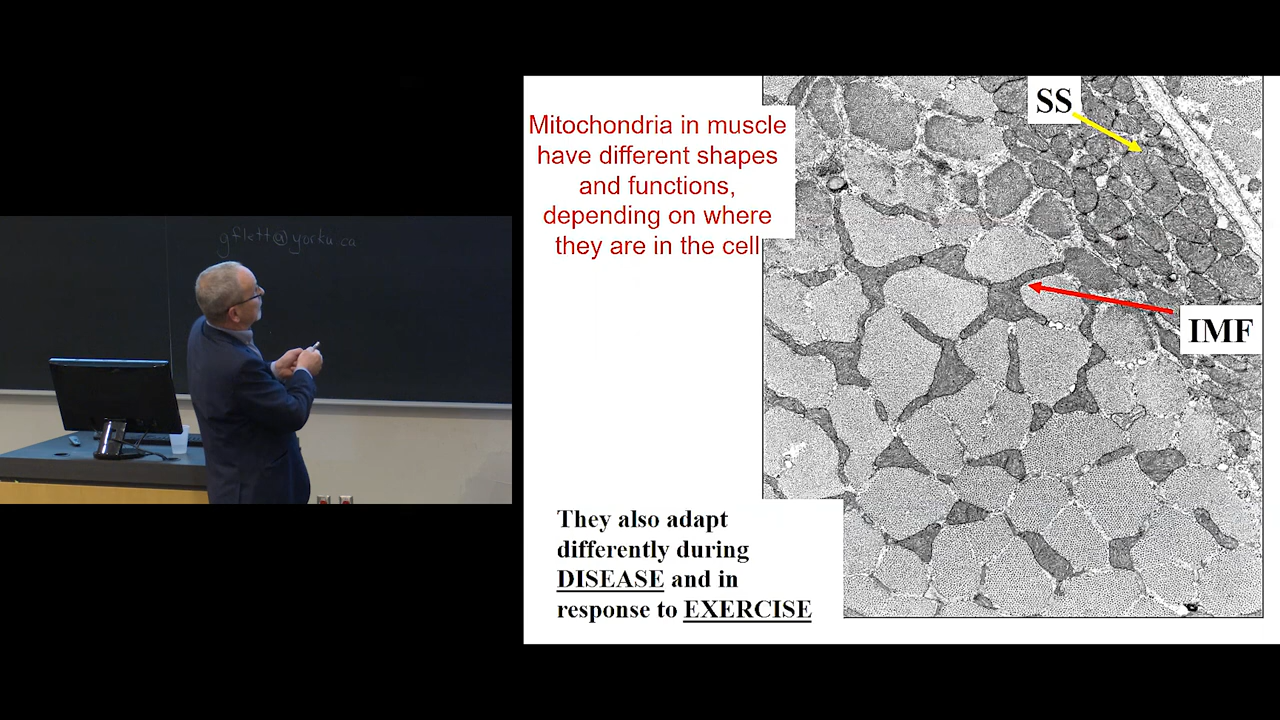 gflett@yorku.ca
Mitochondria in muscle
have different shapes
and functions,
depending on where
they are in the cell
SS
IMF
They also adapt
differently during
DISEASE and in
response to EXERCISE